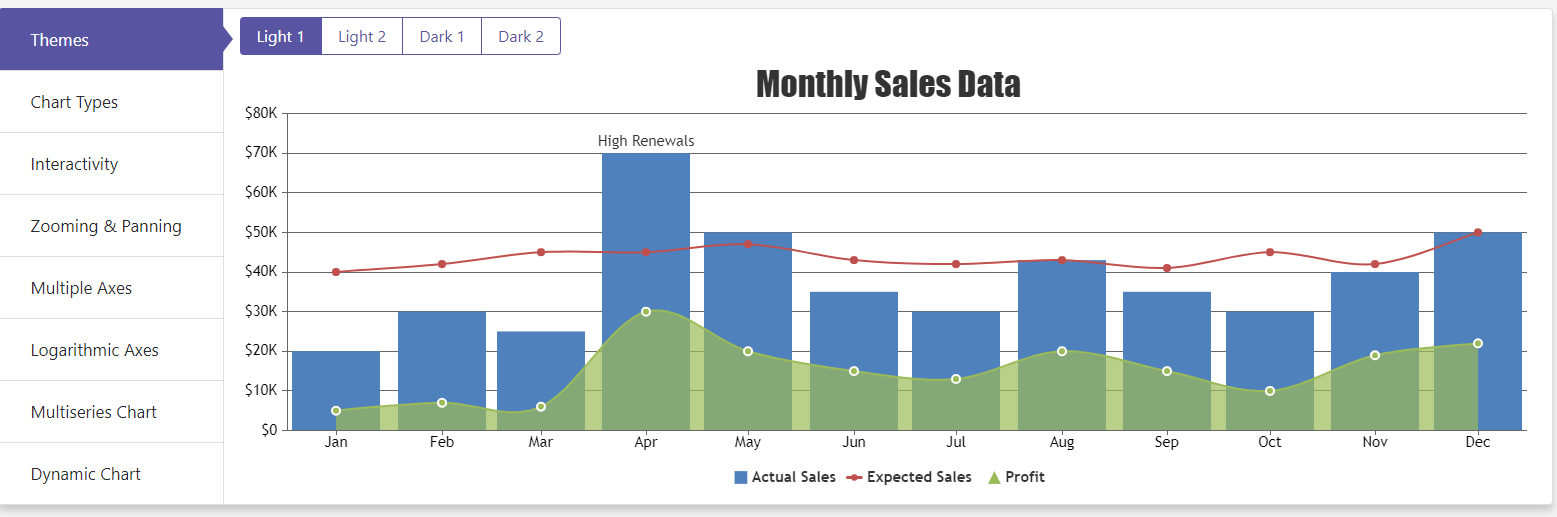 Themes
Chart Types
Interactivity
Zooming & Panning
Multiple Axes
Logarithmic Axes
Multiseries Chart
Dynamic Chart
Light 1 Light 2 Dark 1 Dark 2
Monthly Sales Data
$80K
$70K
$60K
$50K
$40K
$30K
$20K
$10K
$0
High Renewals
Jan Feb Mar Apr May Jun Jul Aug Sep Oct Nov Dec
Actual Sales Expected Sales Profit